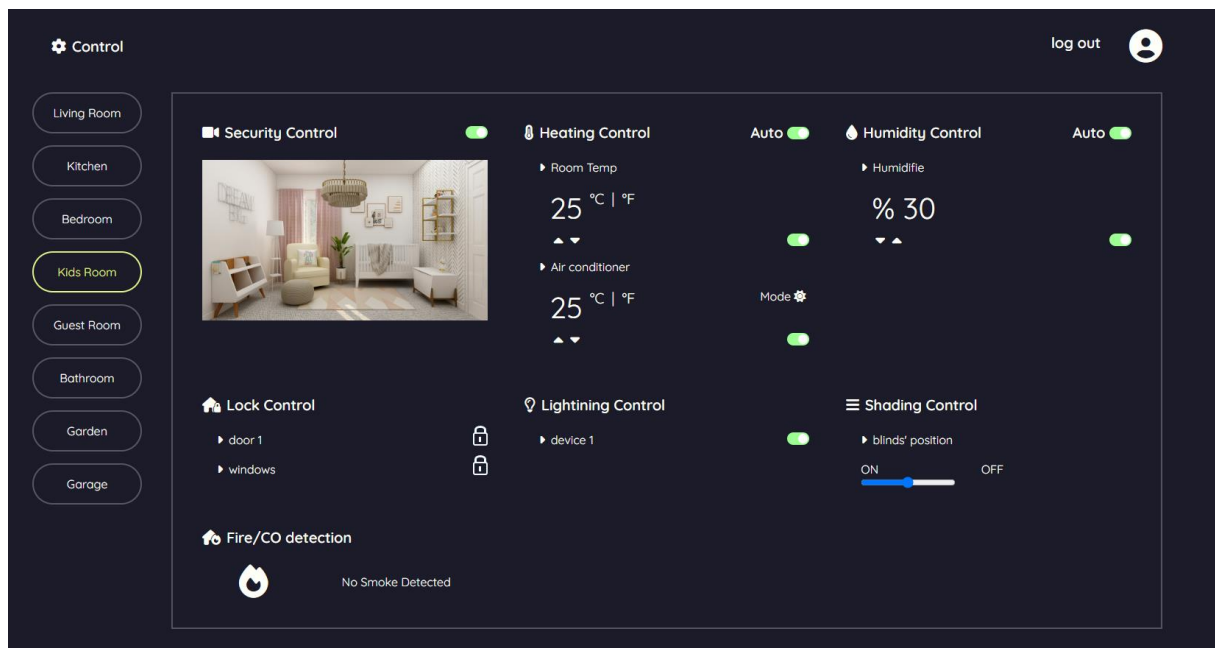 Control
log out
Living Room
Kitchen
Bedroom
Kids Room
Guest Room
Bathroom
Garden
Garage
Security Control
DREAM
BIG
Heating Control Auto
Room Temp
25 °C | °F
Air conditioner
25 °C | °F
Mode
Humidity Control Auto
Humidifie
% 30
Lock Control
door 1
windows
Lightining Control
device 1
Shading Control
blinds' position
ON OFF
Fire/CO detection
No Smoke Detected